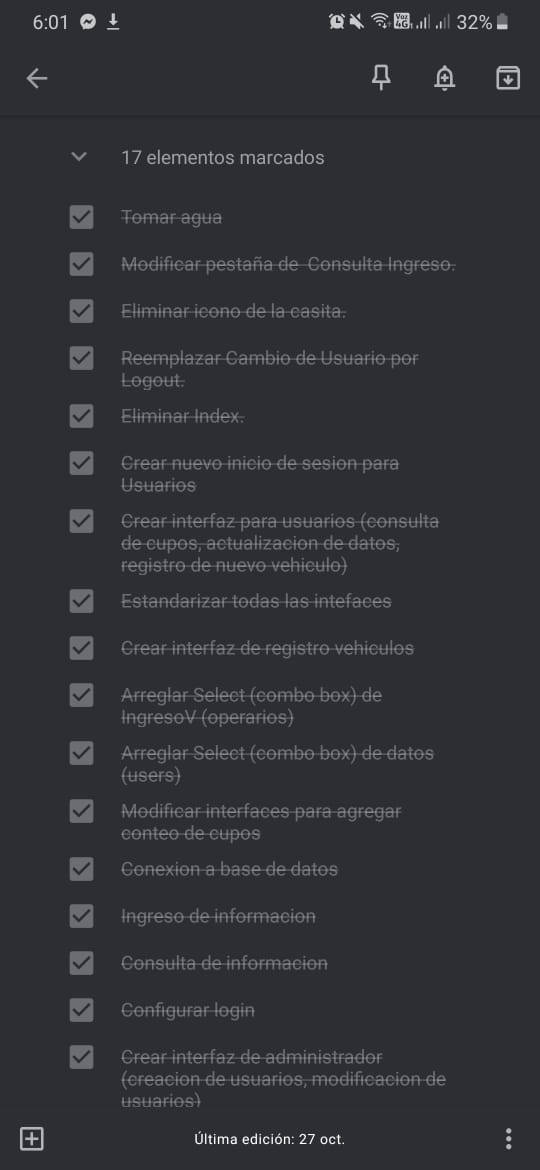 6:01
Voz 4G 32%
17 elementos marcados
Tomar agua
Modificar pestaña de Consulta Ingreso.
Eliminar icono de la casita.
Reemplazar Cambio de Usuario por
Logout.
Eliminar Index.
Crear nuevo inicio de sesion para
Usuarios
Crear interfaz para usuarios (consulta
de cupos, actualizacion de datos,
registro de nuevo vehiculo)
Estandarizar todas las intefaces
Crear interfaz de registro vehiculos
Arreglar Select (combo box) de
IngresoV (operarios)
Arreglar Select (combo box) de datos
(users)
Modificar interfaces para agregar
conteo de cupos
Conexion a base de datos
Ingreso de informacion
Consulta de informacion
Configurar login
Crear interfaz de administrador
(creacion de usuarios, modificacion de
usuarios)
Última edición: 27 oct.